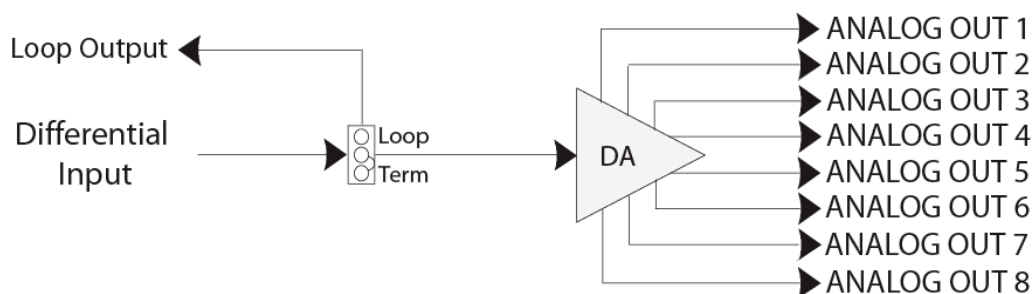 Loop Output
Differential
Input
Loop
Term
DA
ANALOG OUT 1
ANALOG OUT 2
ANALOG OUT 3
ANALOG OUT 4
ANALOG OUT 5
ANALOG OUT 6
ANALOG OUT 7
ANALOG OUT 8